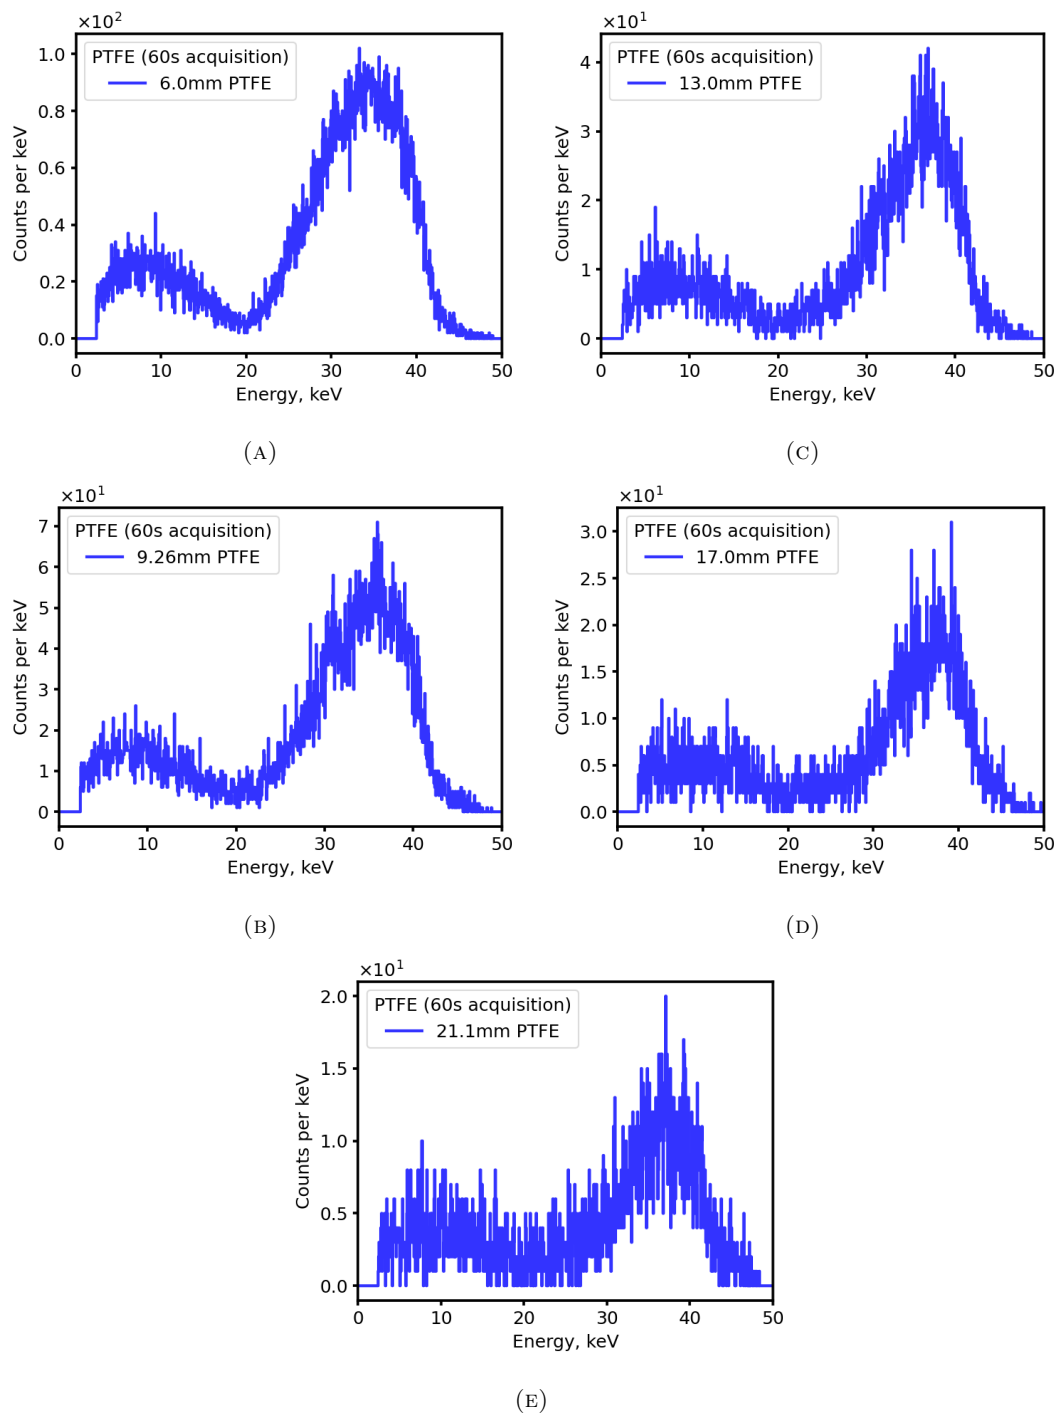 ×10²
PTFE (60s acquisition)
6.0mm PTFE
Counts per keV
1.0
0.8
0.6
0.4
0.2
0.0
0 10 20 30 40 50
Energy, keV
(A)
×10¹
PTFE (60s acquisition)
13.0mm PTFE
Counts per keV
4
3
2
1
0
0 10 20 30 40 50
Energy, keV
(C)
×10¹
PTFE (60s acquisition)
9.26mm PTFE
Counts per keV
7
6
5
4
3
2
1
0
0 10 20 30 40 50
Energy, keV
(B)
×10¹
PTFE (60s acquisition)
17.0mm PTFE
Counts per keV
3.0
2.5
2.0
1.5
1.0
0.5
0.0
0 10 20 30 40 50
Energy, keV
(D)
×10¹
PTFE (60s acquisition)
21.1mm PTFE
Counts per keV
2.0
1.5
1.0
0.5
0.0
0 10 20 30 40 50
Energy, keV
(E)